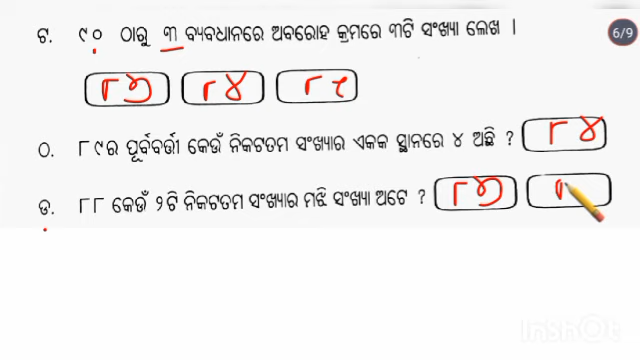 ଟ. ୯୦ ଠାରୁ ୩ ବ୍ୟବଧାନରେ ଅବରୋହ କ୍ରମରେ ୩ଟି ସଂଖ୍ୟା ଲେଖ ।
6/9
୮୭ ୮୪ ୮୧
ଠ. ୮୯ର ପୂର୍ବବର୍ତ୍ତୀ କେଉଁ ନିକଟତମ ସଂଖ୍ୟାର ଏକକ ସ୍ଥାନରେ ୪ ଅଛି ? ୮୪
ଡ. ୮୮ କେଉଁ ୨ଟି ନିକଟତମ ସଂଖ୍ୟାର ମଝି ସଂଖ୍ୟା ଅଟେ ? ୮୭
InShOt